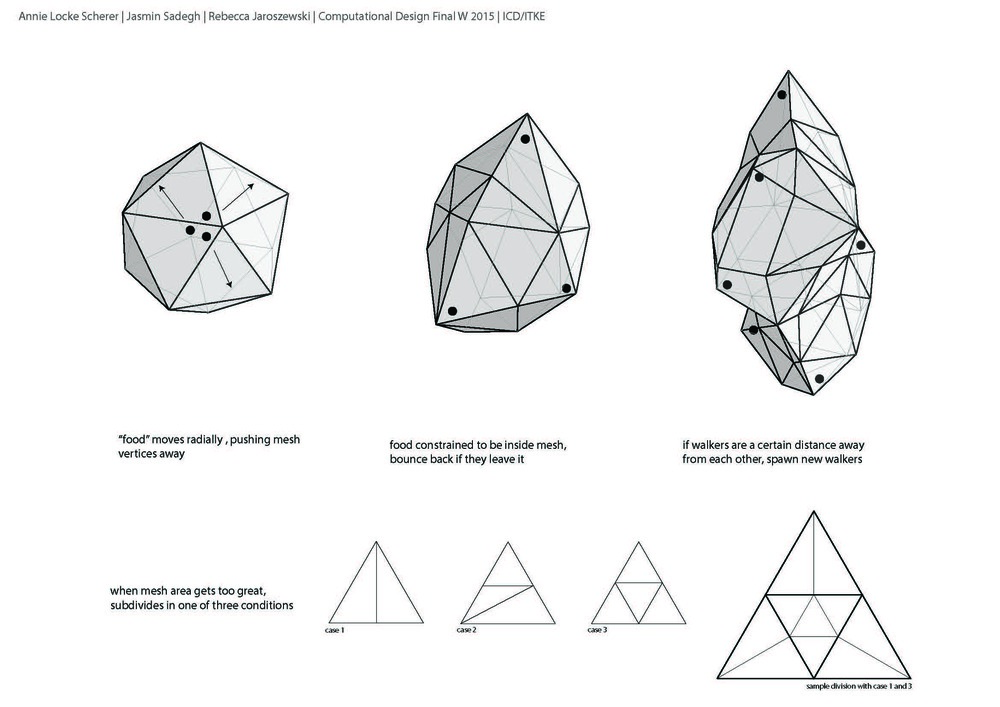 Annie Locke Scherer | Jasmin Sadegh | Rebecca Jaroszewski | Computational Design Final W 2015 | ICD/ITKE
“food” moves radially , pushing mesh
vertices away
food constrained to be inside mesh,
bounce back if they leave it
if walkers are a certain distance away
from each other, spawn new walkers
when mesh area gets too great,
subdivides in one of three conditions
case 1
case 2
case 3
sample division with case 1 and 3